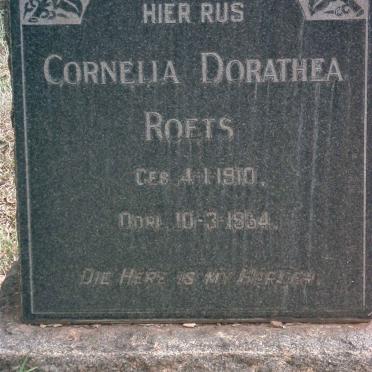 HIER RUS
CORNELIA DORATHEA
ROETS
GEB. 4-1-1910.
OORL. 10-3-1964.
DIE HERE IS MY HERDER.